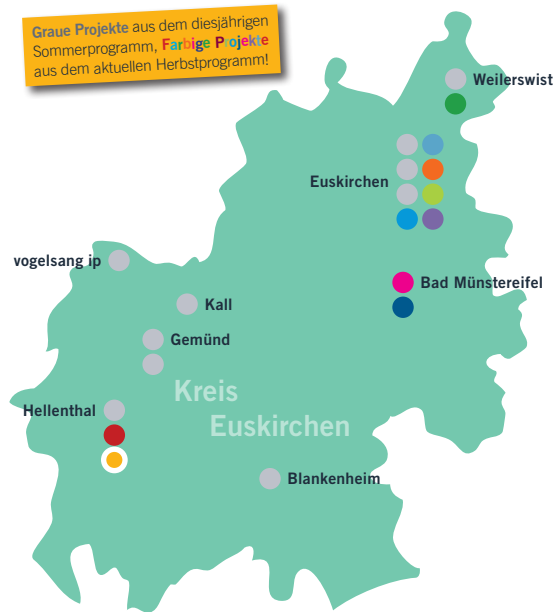 Graue Projekte aus dem diesjährigen
Sommerprogramm, Farbige Projekte
aus dem aktuellen Herbstprogramm!
Weilerswist
Euskirchen
vogelsang ip
Bad Münstereifel
Kall
Gemünd
Kreis
Hellenthal
Euskirchen
Blankenheim